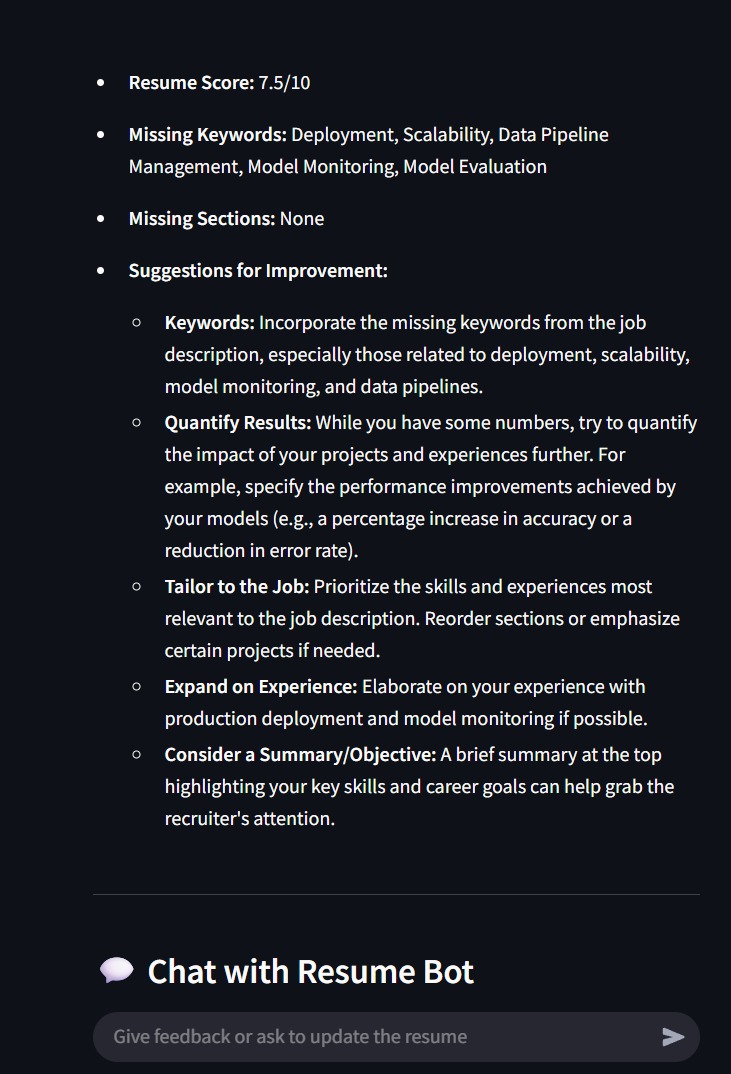 Resume Score: 7.5/10
Missing Keywords: Deployment, Scalability, Data Pipeline
Management, Model Monitoring, Model Evaluation
Missing Sections: None
Suggestions for Improvement:
Keywords: Incorporate the missing keywords from the job
description, especially those related to deployment, scalability,
model monitoring, and data pipelines.
Quantify Results: While you have some numbers, try to quantify
the impact of your projects and experiences further. For
example, specify the performance improvements achieved by
your models (e.g., a percentage increase in accuracy or a
reduction in error rate).
Tailor to the Job: Prioritize the skills and experiences most
relevant to the job description. Reorder sections or emphasize
certain projects if needed.
Expand on Experience: Elaborate on your experience with
production deployment and model monitoring if possible.
Consider a Summary/Objective: A brief summary at the top
highlighting your key skills and career goals can help grab the
recruiter's attention.
Chat with Resume Bot
Give feedback or ask to update the resume